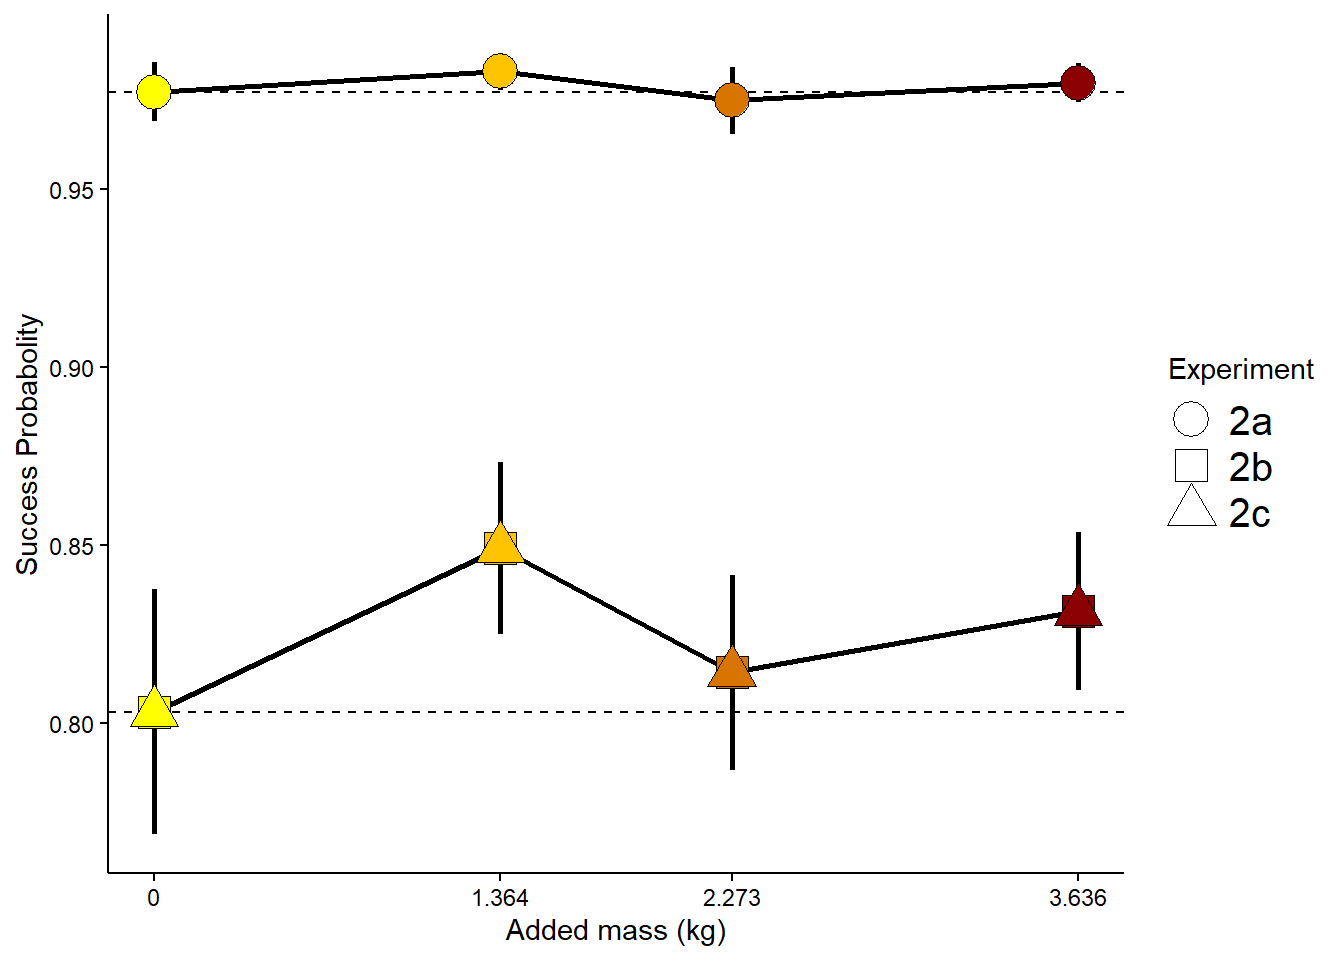 Success Probabolity
0.95
0.90
0.85
0.80
0
1.364
2.273
3.636
Added mass (kg)
Experiment
2a
2b
2c